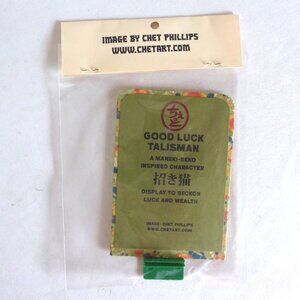 IMAGE BY CHET PHILLIPS
WWW.CHETART.COM
GOOD LUCK
TALISMAN
A MANEKI-NEKO
INSPIRED CHARACTER
招き猫
DISPLAY TO BECKON
LUCK AND WEALTH
IMAGE: CHET PHILLIPS
WWW.CHETART.COM